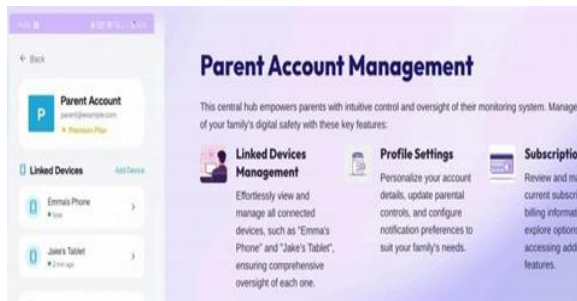 Back
P
Parent Account
parent@example.com
Premium Plan
Linked Devices
Add Device
Emma's Phone
Jake's Tablet
2 min ago
Parent Account Management
This central hub empowers parents with intuitive control and oversight of their monitoring system. Manage
of your family's digital safety with these key features:
Linked Devices
Management
Effortlessly view and
manage all connected
devices, such as "Emma's
Phone" and "Jake's Tablet",
ensuring comprehensive
oversight of each one.
Profile Settings
Personalize your account
details, update parental
controls, and configure
notification preferences to
suit your family's needs.
Subscriptio
Review and ma
current subscri
billing informat
explore options
accessing add
features.